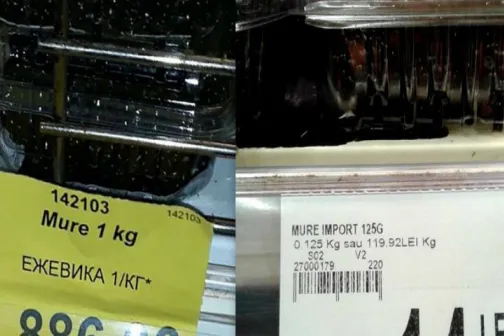 142103
142103
Mure 1 kg
ЕЖЕВИКА 1/КГ*
MURE IMPORT 125G
0.125 Kg sau 119.92LEI Kg
S02 V2
27000179 220